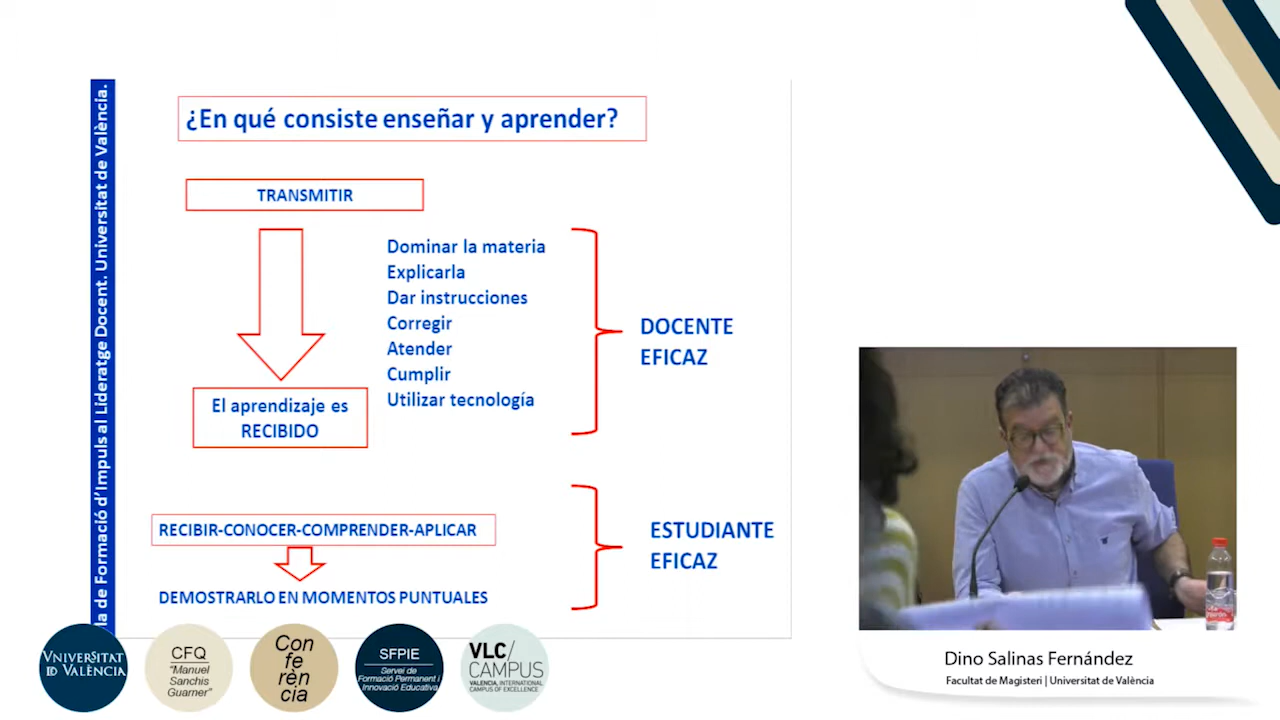 la de Formació d'Impuls al Lideratge Docent. Universitat de València.
¿En qué consiste enseñar y aprender?
TRANSMITIR
Dominar la materia
Explicarla
Dar instrucciones
Corregir
Atender
Cumplir
Utilizar tecnología
DOCENTE
EFICAZ
El aprendizaje es
RECIBIDO
RECIBIR-CONOCER-COMPRENDER-APLICAR
DEMOSTRARLO EN MOMENTOS PUNTUALES
ESTUDIANTE
EFICAZ
VNIVERSITAT
ID VALÈNCIA
CFQ
"Manuel
Sanchis
Guarner"
Con
fe
rèn
cia
SFPIE
Servei de
Formació Permanent i
Innovació Educativa
VLC/
CAMPUS
VALENCIA, INTERNATIONAL
CAMPUS OF EXCELLENCE
Dino Salinas Fernández
Facultat de Magisteri | Universitat de València